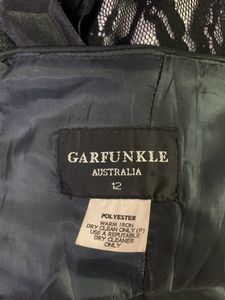 GARFUNKLE
AUSTRALIA
12
POLYESTER
WARM IRON
DRY CLEAN ONLY (P)
USE A REPUTABLE
DRY CLEANER
ONLY